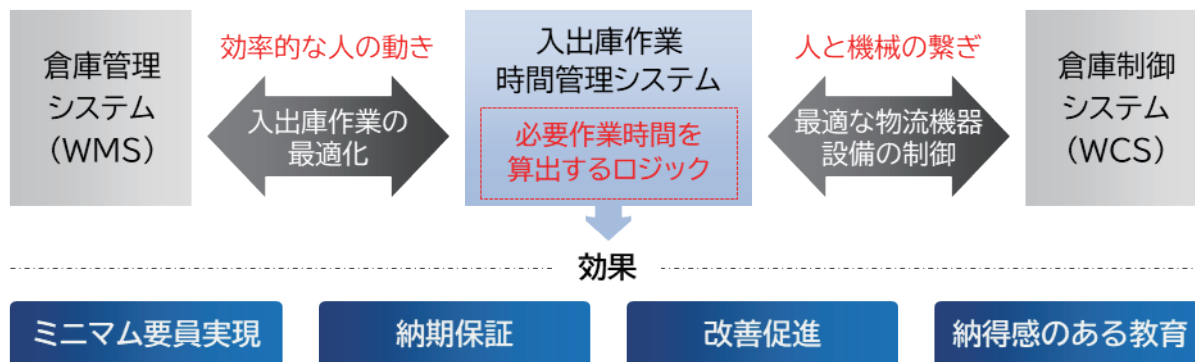 倉庫管理
システム
(WMS)
効率的な人の動き
入出庫作業の
最適化
入出庫作業
時間管理システム
必要作業時間を
算出するロジック
人と機械の繋ぎ
最適な物流機器
設備の制御
倉庫制御
システム
(WCS)
効果
ミニマム要員実現
納期保証
改善促進
納得感のある教育